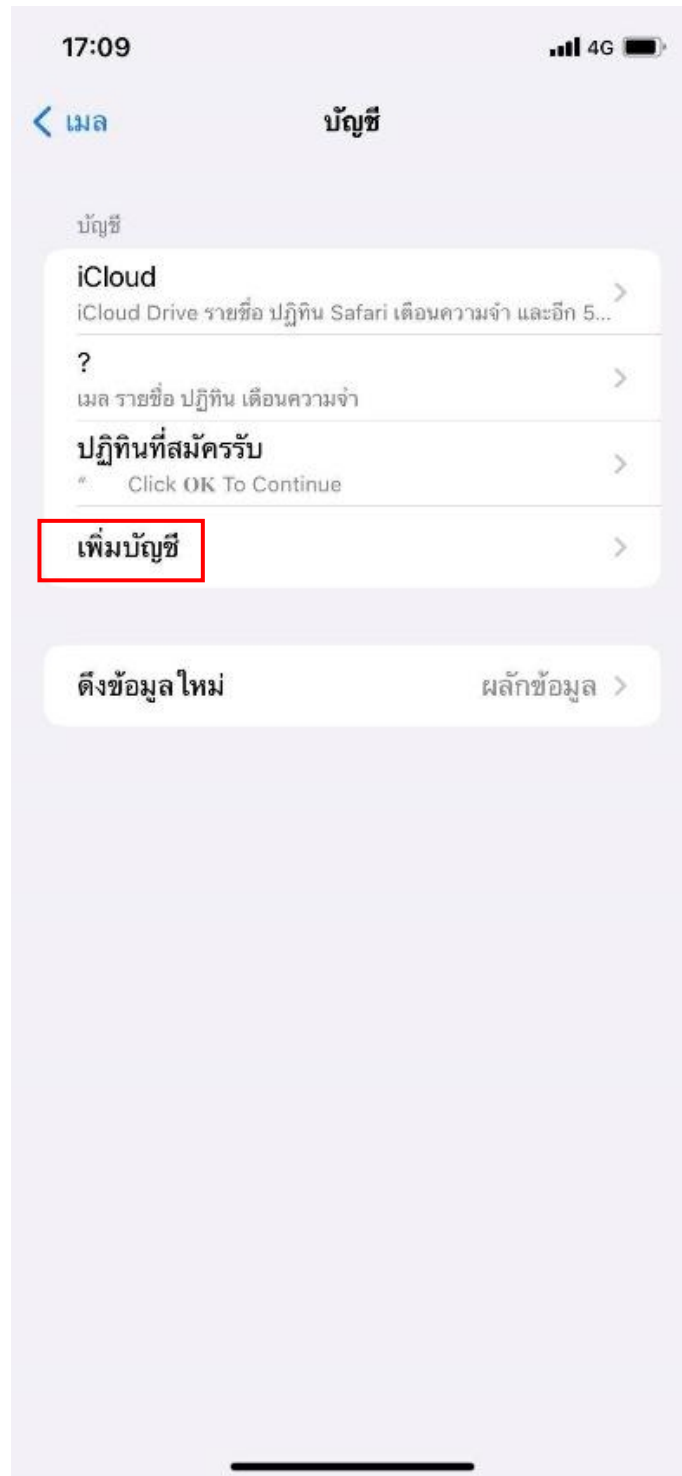 17:09
4G
เมล
บัญชี
บัญชี
iCloud
iCloud Drive รายชื่อ ปฏิทิน Safari เตือนความจำ และอีก 5...
?
เมล รายชื่อ ปฏิทิน เตือนความจำ
ปฏิทินที่สมัครรับ
" Click OK To Continue
เพิ่มบัญชี
ดึงข้อมูลใหม่
ผลักข้อมูล